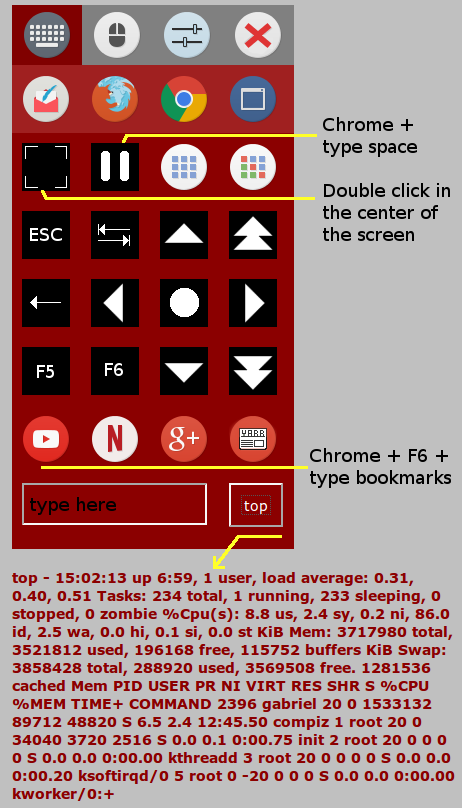 Chrome +
type space
Double click in
the center of
the screen
ESC
F5
F6
N
g+
YARR
Chrome + F6 +
type bookmarks
type here
top
top - 15:02:13 up 6:59, 1 user, load average: 0.31,
0.40, 0.51 Tasks: 234 total, 1 running, 233 sleeping, 0
stopped, 0 zombie %Cpu(s): 8.8 us, 2.4 sy, 0.2 ni, 86.0
id, 2.5 wa, 0.0 hi, 0.1 si, 0.0 st KiB Mem: 3717980 total,
3521812 used, 196168 free, 115752 buffers KiB Swap:
3858428 total, 288920 used, 3569508 free. 1281536
cached Mem PID USER PR NI VIRT RES SHR S %CPU
%MEM TIME+ COMMAND 2396 gabriel 20 0 1533132
89712 48820 S 6.5 2.4 12:45.50 compiz 1 root 20 0
34040 3720 2516 S 0.0 0.1 0:00.75 init 2 root 20 0 0 0
0 S 0.0 0.0 0:00.00 kthreadd 3 root 20 0 0 0 0 S 0.0 0.0
0:00.20 ksoftirqd/0 5 root 0 -20 0 0 0 S 0.0 0.0 0:00.00
kworker/0:+